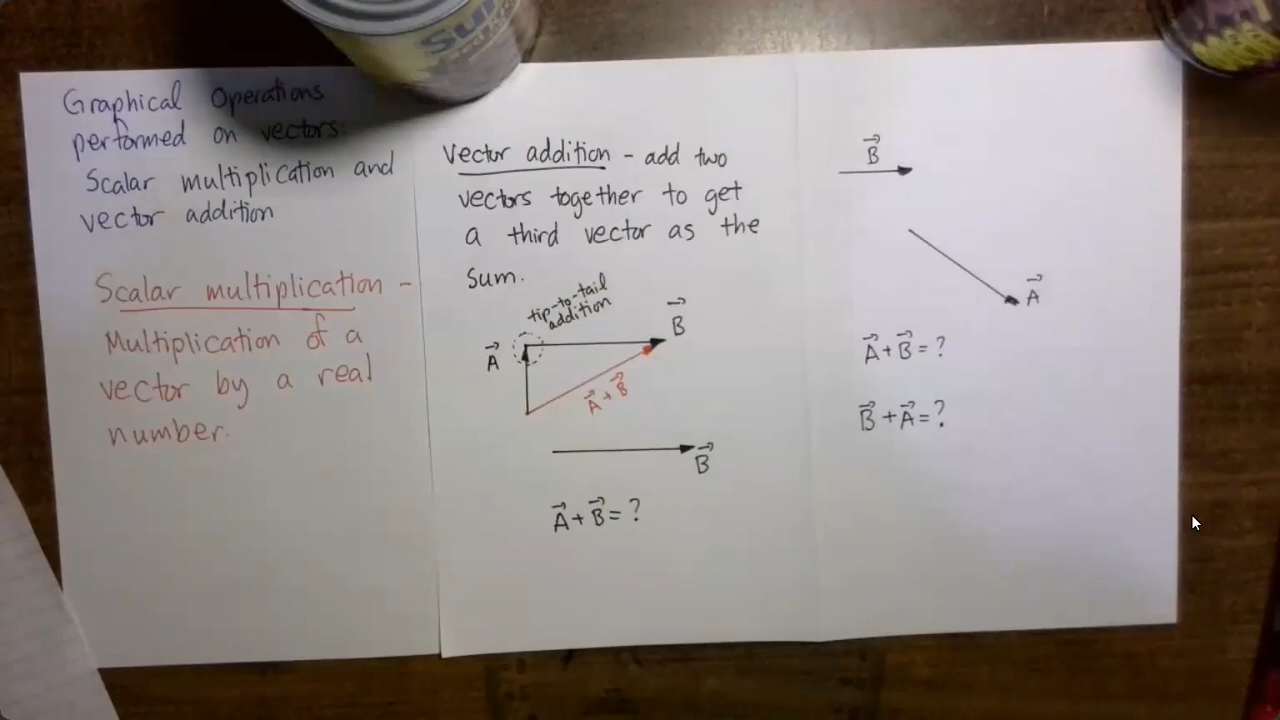 Graphical Operations
performed on vectors:
Scalar multiplication and
vector addition
Scalar multiplication -
Multiplication of a
vector by a real
number.
Vector addition - add two
vectors together to get
a third vector as the
Sum.
tip-to-tail
addition
A⃗
B⃗
A⃗ + B⃗
B⃗
A⃗ + B⃗ = ?
B⃗
A⃗
A⃗ + B⃗ = ?
B⃗ + A⃗ = ?